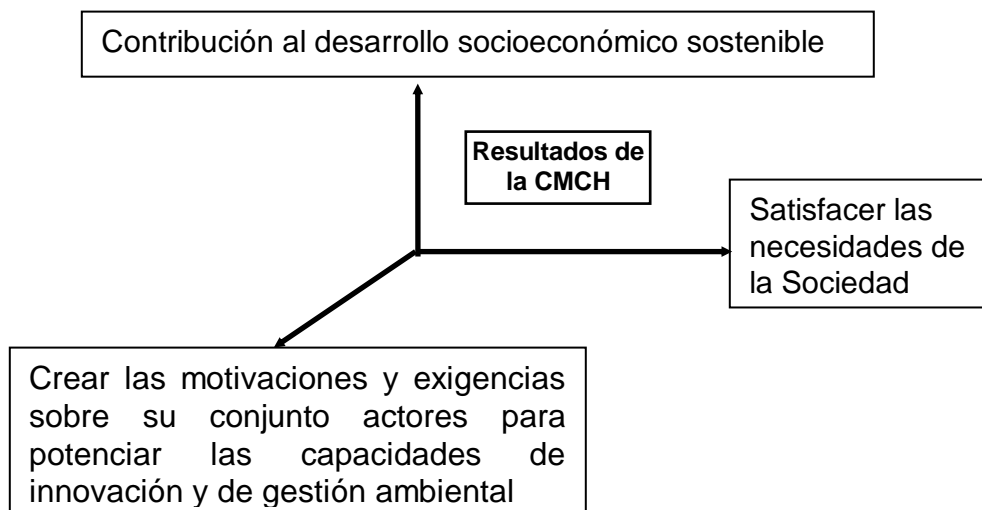 Contribución al desarrollo socioeconómico sostenible
Resultados de
la CMCH
Satisfacer las
necesidades de
la Sociedad
Crear las motivaciones y exigencias
sobre su conjunto actores para
potenciar las capacidades de
innovación y de gestión ambiental